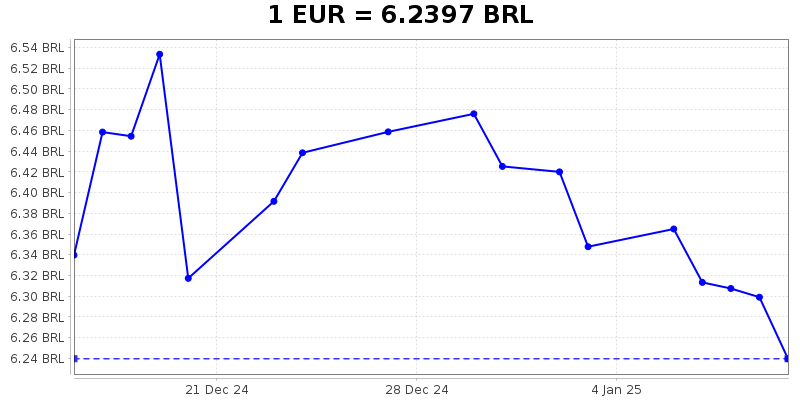 1 EUR = 6.2397 BRL
6.54 BRL
6.52 BRL
6.50 BRL
6.48 BRL
6.46 BRL
6.44 BRL
6.42 BRL
6.40 BRL
6.38 BRL
6.36 BRL
6.34 BRL
6.32 BRL
6.30 BRL
6.28 BRL
6.26 BRL
6.24 BRL
21 Dec 24
28 Dec 24
4 Jan 25